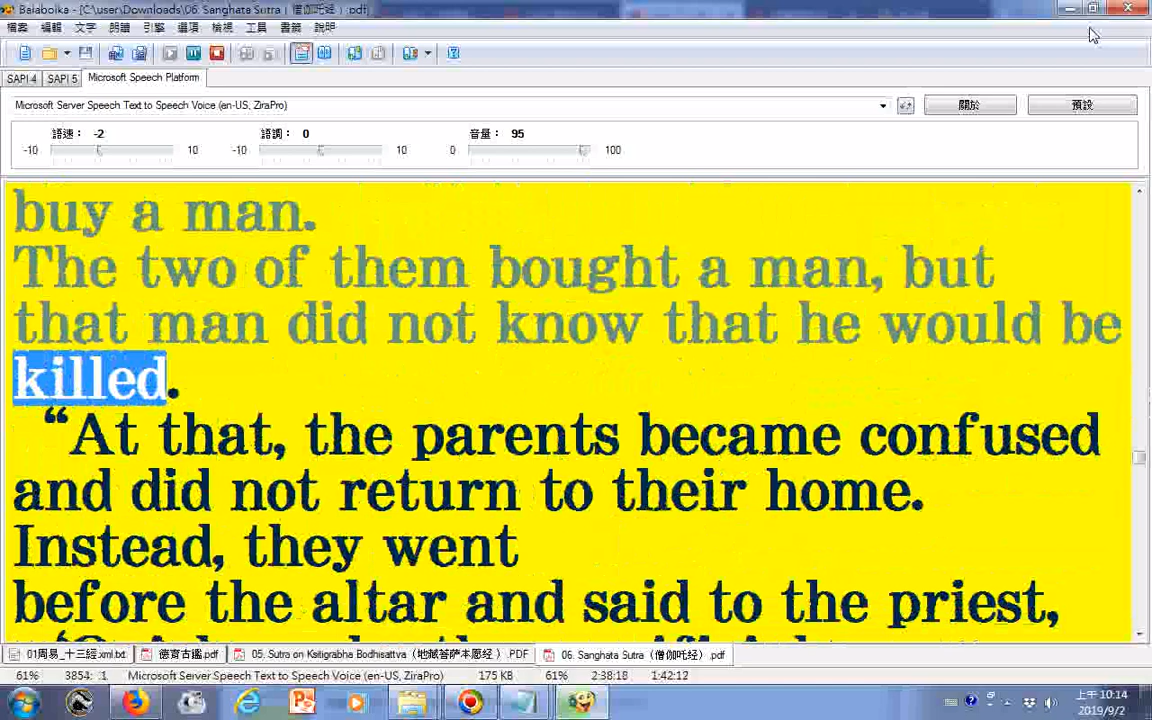 Balabolka - [C:\user\Downloads\06. Sanghata Sutra (僧伽吒经).pdf]
檔案 編輯 文字 朗讀 引擎 選項 檢視 工具 書籤 說明
SAPI 4 SAPI 5 Microsoft Speech Platform
Microsoft Server Speech Text to Speech Voice (en-US, ZiraPro) 關於 預設
語速： -2 語調： 0 音量： 95
-10 10 -10 10 0 100
buy a man.
The two of them bought a man, but
that man did not know that he would be
killed.
“At that, the parents became confused
and did not return to their home.
Instead, they went
before the altar and said to the priest,
01周易_十三經.xml.txt 德育古鑑.pdf 05. Sutra on Ksitigrabha Bodhisattva (地藏菩萨本愿经) .PDF 06. Sanghata Sutra (僧伽吒经) .pdf
61% 3854: 1 Microsoft Server Speech Text to Speech Voice (en-US, ZiraPro) 175 KB 61% 2:38:18 1:42:12
上午 10:14
2019/9/2